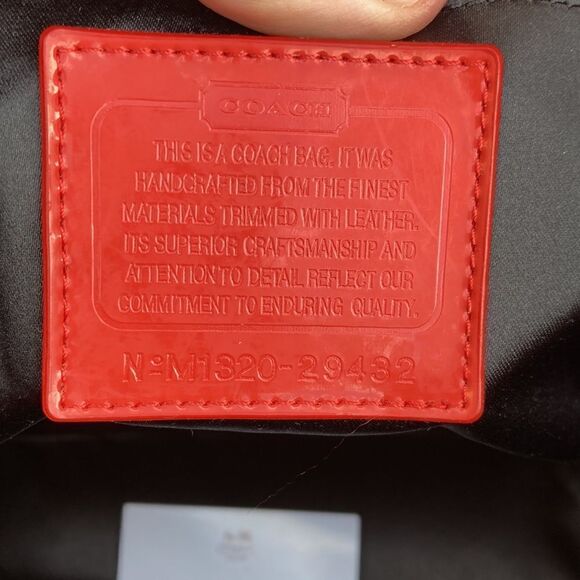 COACH
THIS IS A COACH BAG. IT WAS
HANDCRAFTED FROM THE FINEST
MATERIALS TRIMMED WITH LEATHER.
ITS SUPERIOR CRAFTSMANSHIP AND
ATTENTION TO DETAIL REFLECT OUR
COMMITMENT TO ENDURING QUALITY.
Nº M1320-29432